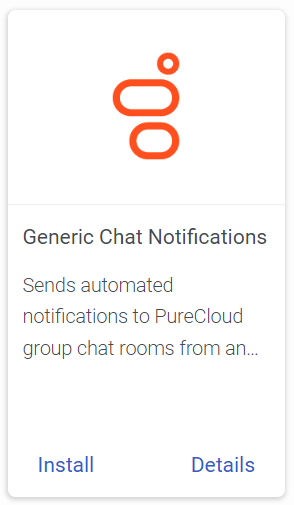 Generic Chat Notifications
Sends automated
notifications to PureCloud
group chat rooms from an...
Install
Details